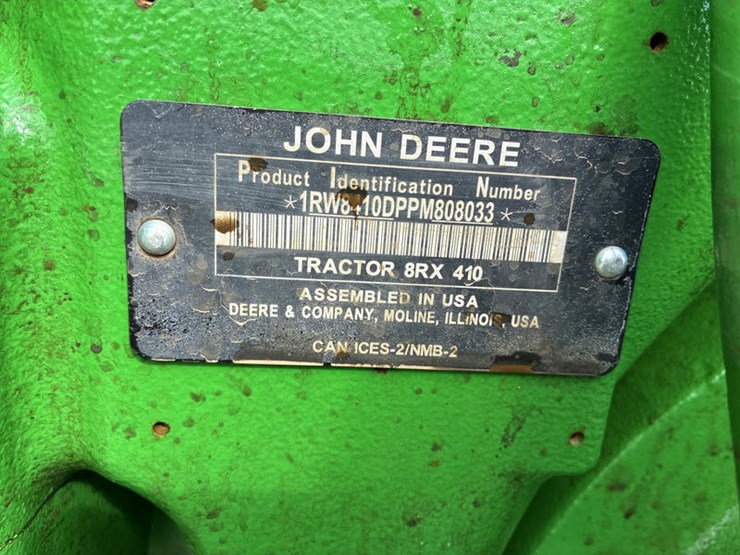 JOHN DEERE
Product Identification Number
*1RW8410DPPM808033*
TRACTOR 8RX 410
ASSEMBLED IN USA
DEERE & COMPANY, MOLINE, ILLINOIS, USA
CAN ICES-2/NMB-2